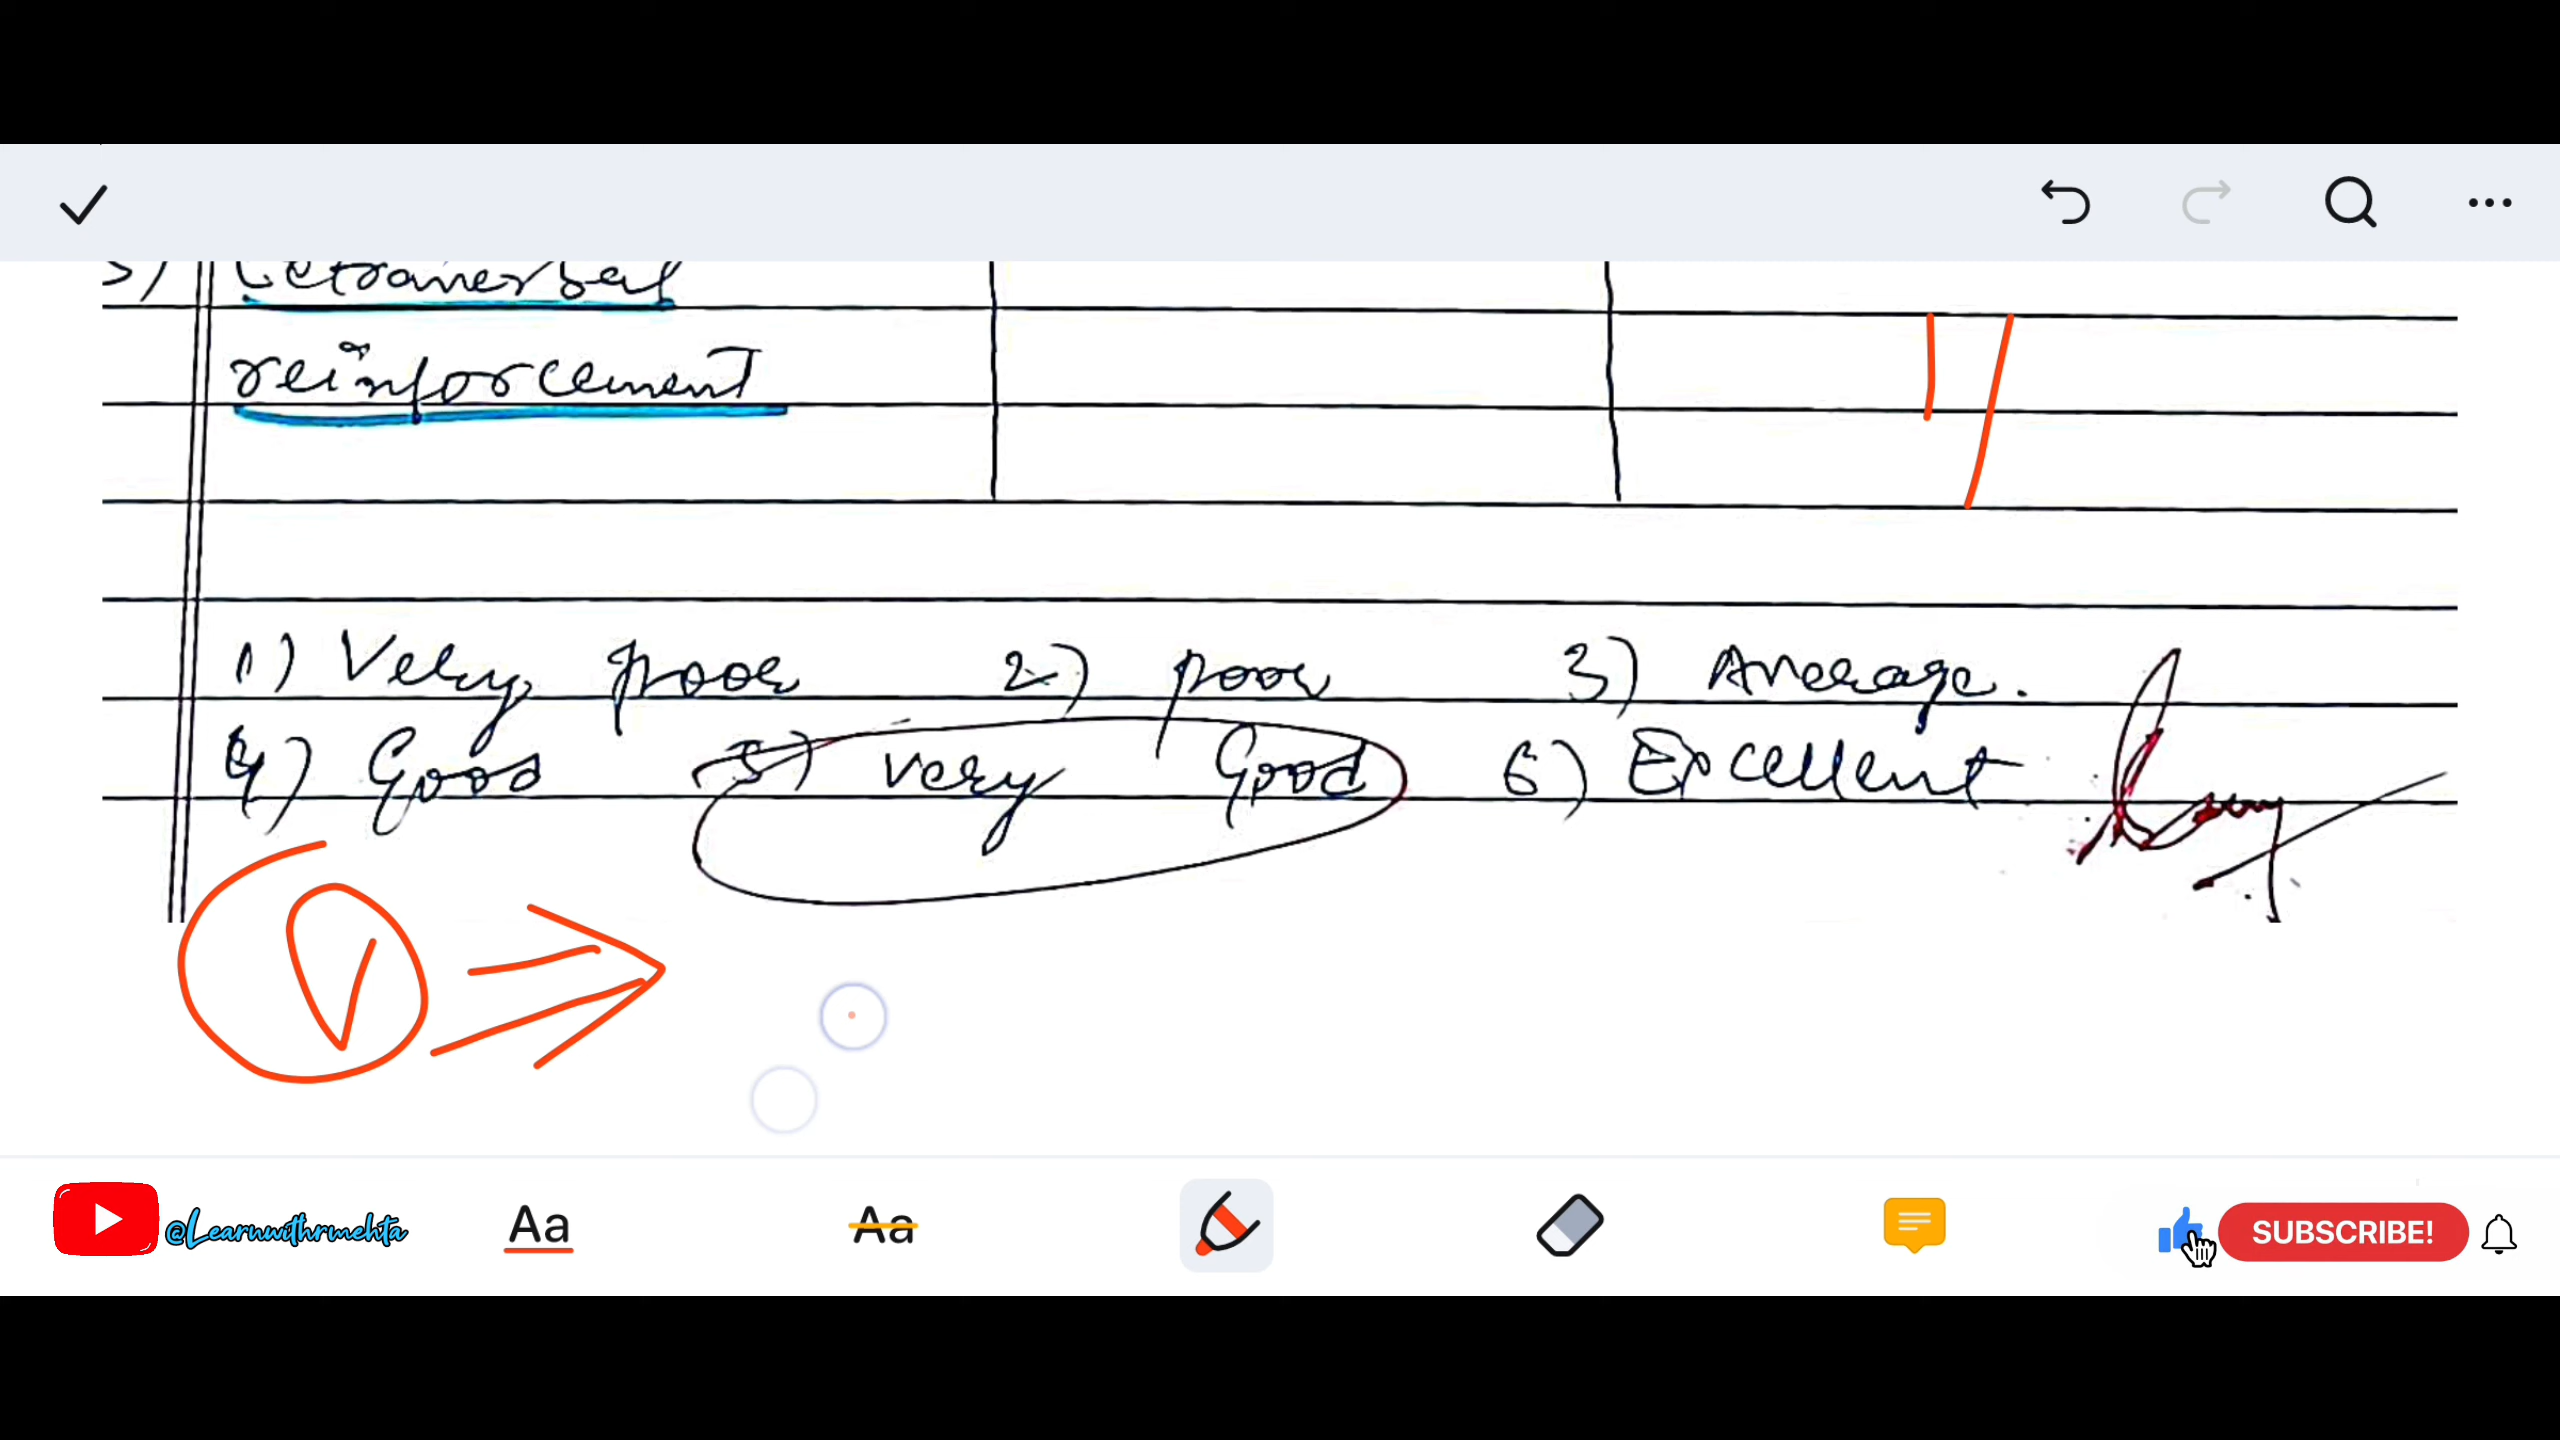 reinforcement
1) Very poor 2) poor 3) Average.
4) Good 5) very Good 6) Excellent
@Learnwithrmehta Aa Aa SUBSCRIBE!